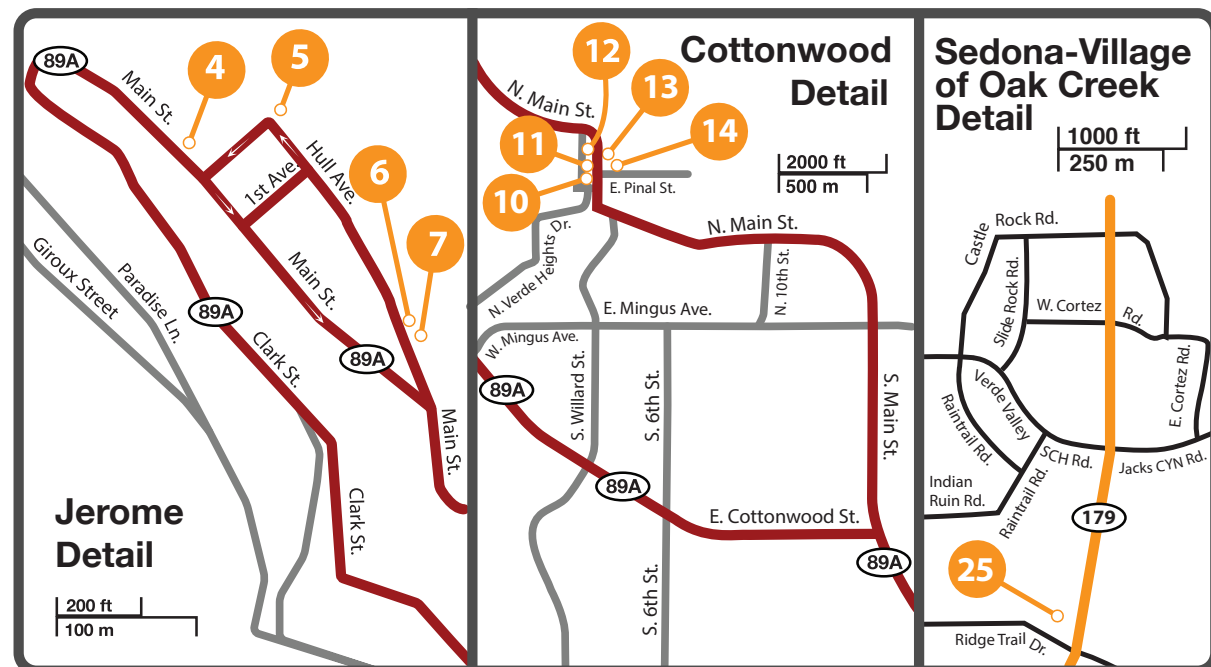 89A
Main St.
4
5
1st Ave.
Hull Ave.
6
7
Giroux Street
Paradise Ln.
89A
Main St.
89A
Clark St.
Main St.
Clark St.
Jerome
Detail
200 ft
100 m
Cottonwood
Detail
2000 ft
500 m
N. Main St.
12
13
11
14
10
E. Pinal St.
N. Main St.
N. Verde Heights Dr.
N. 10th St.
E. Mingus Ave.
W. Mingus Ave.
89A
S. Willard St.
S. 6th St.
S. Main St.
89A
E. Cottonwood St.
89A
S. 6th St.
Sedona-Village
of Oak Creek
Detail
1000 ft
250 m
Castle Rock Rd.
Slide Rock Rd.
W. Cortez Rd.
E. Cortez Rd.
Verde Valley SCH Rd.
Raintrail Rd.
Jacks CYN Rd.
Indian
Ruin Rd.
Raintrail Rd.
179
25
Ridge Trail Dr.